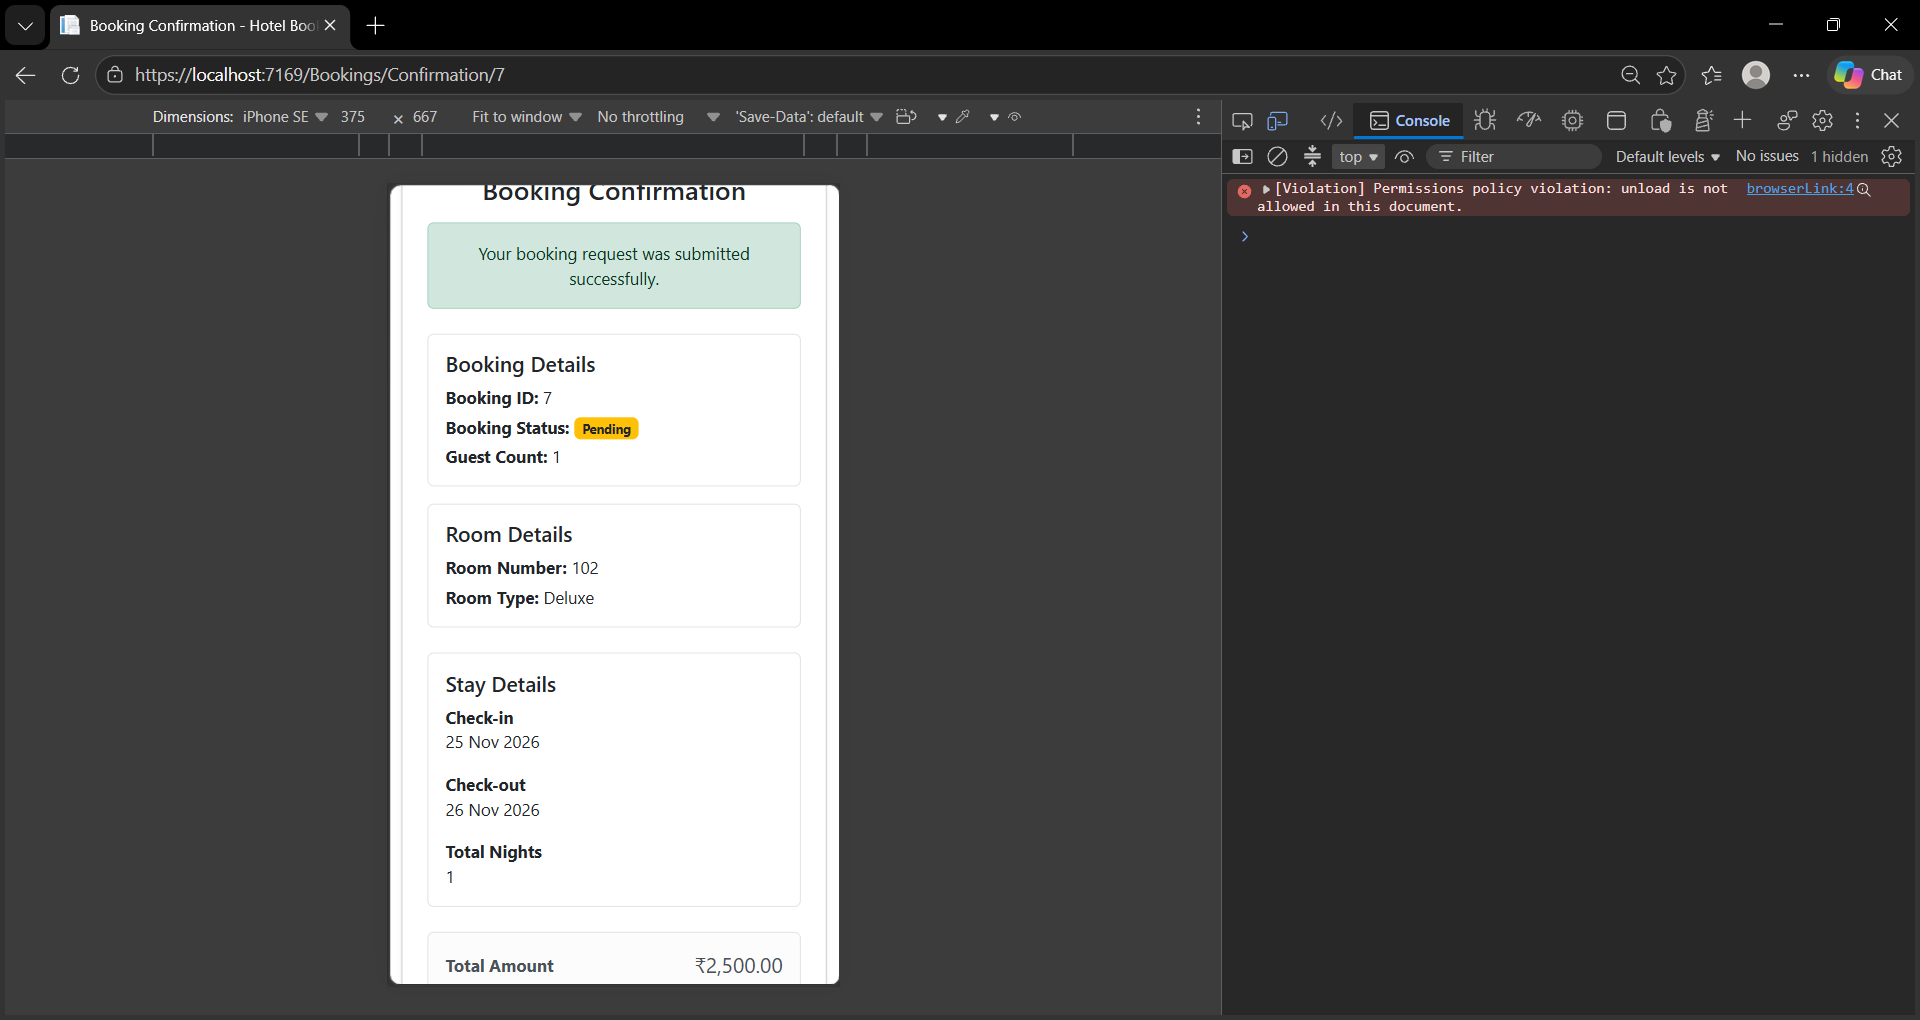 Booking Confirmation - Hotel Boo
https://localhost:7169/Bookings/Confirmation/7
Chat
Dimensions: iPhone SE 375 × 667 Fit to window No throttling 'Save-Data': default
Console
top Filter Default levels No issues 1 hidden
[Violation] Permissions policy violation: unload is not browserLink:4
allowed in this document.
Booking Confirmation
Your booking request was submitted
successfully.
Booking Details
Booking ID: 7
Booking Status: Pending
Guest Count: 1
Room Details
Room Number: 102
Room Type: Deluxe
Stay Details
Check-in
25 Nov 2026
Check-out
26 Nov 2026
Total Nights
1
Total Amount ₹2,500.00